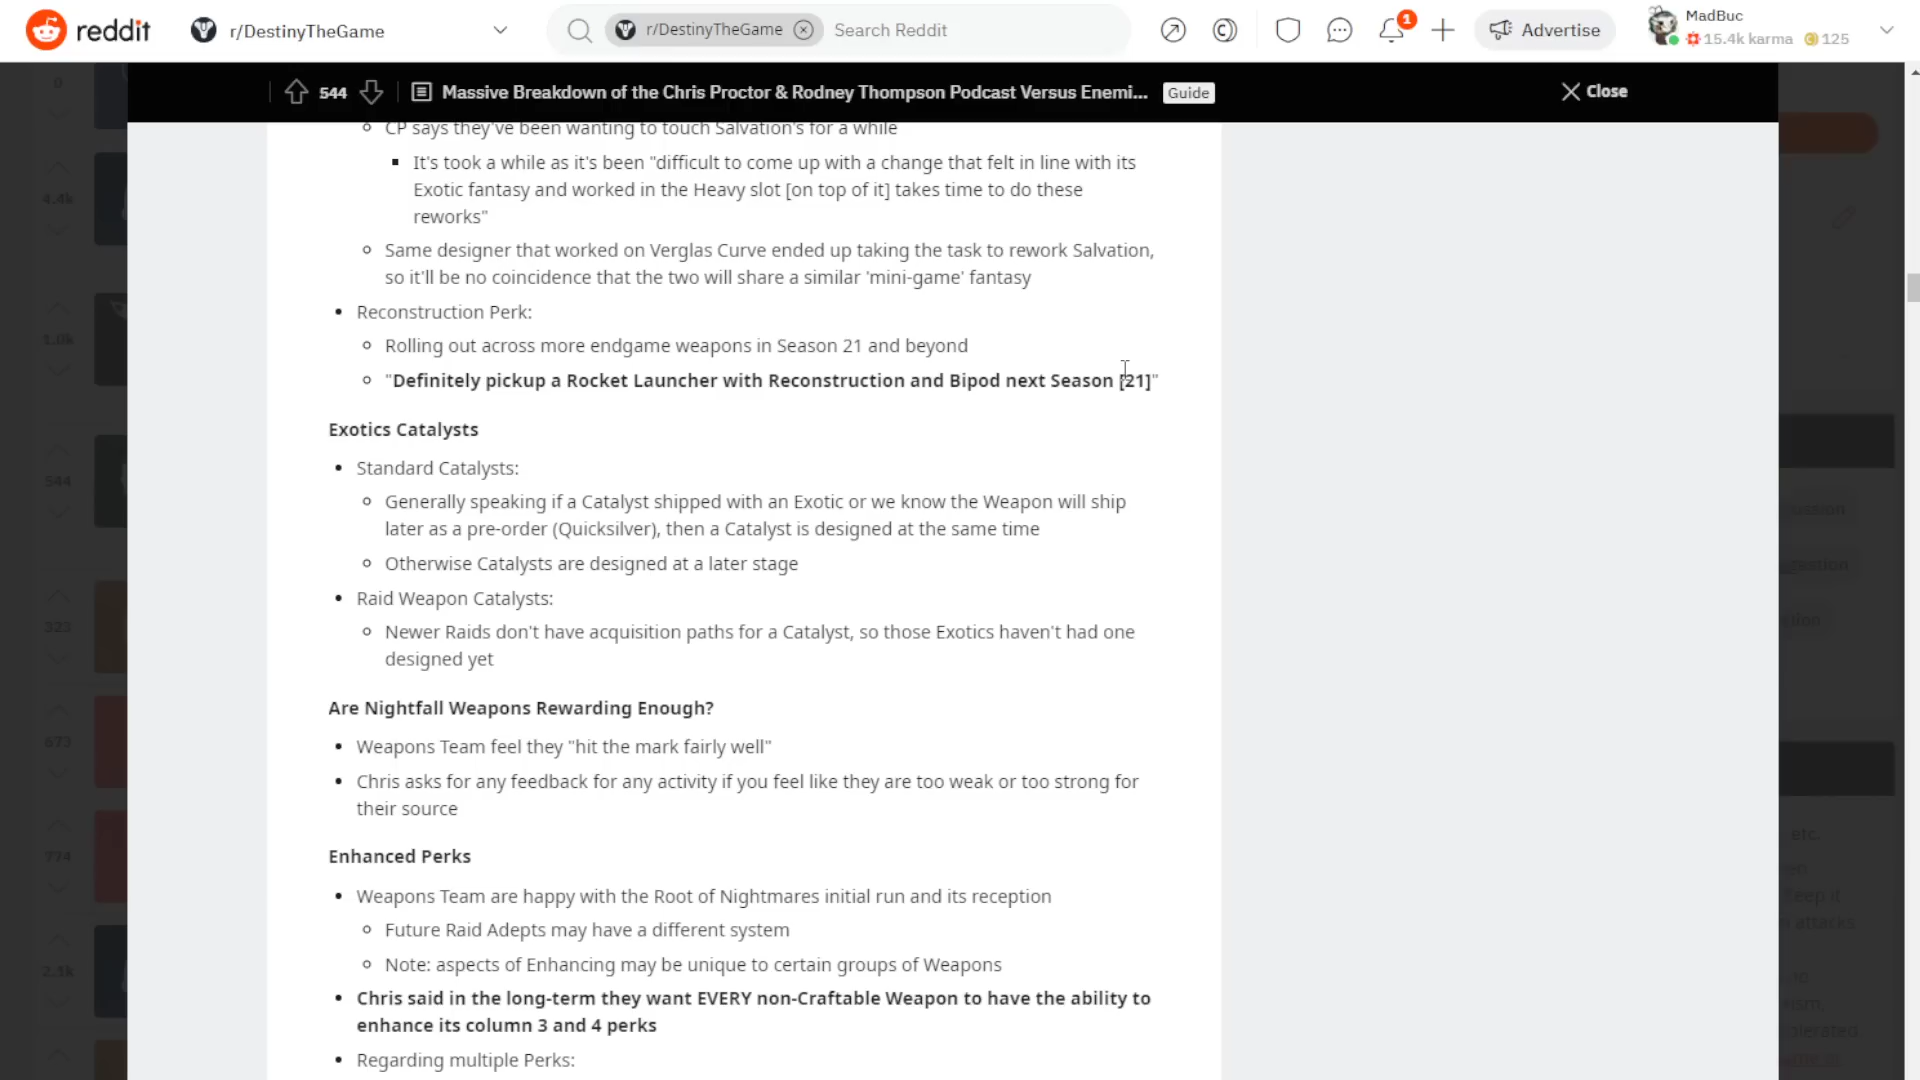 reddit
r/DestinyTheGame
r/DestinyTheGame
Search Reddit
1
Advertise
MadBuc
15.4k karma
125
544
Massive Breakdown of the Chris Proctor & Rodney Thompson Podcast Versus Enemi...
Guide
Close
CP says they've been wanting to touch Salvation's for a while
It's took a while as it's been "difficult to come up with a change that felt in line with its
Exotic fantasy and worked in the Heavy slot [on top of it] takes time to do these
reworks"
Same designer that worked on Verglas Curve ended up taking the task to rework Salvation,
so it'll be no coincidence that the two will share a similar 'mini-game' fantasy
Reconstruction Perk:
Rolling out across more endgame weapons in Season 21 and beyond
"Definitely pickup a Rocket Launcher with Reconstruction and Bipod next Season [21]"
Exotics Catalysts
Standard Catalysts:
Generally speaking if a Catalyst shipped with an Exotic or we know the Weapon will ship
later as a pre-order (Quicksilver), then a Catalyst is designed at the same time
Otherwise Catalysts are designed at a later stage
Raid Weapon Catalysts:
Newer Raids don't have acquisition paths for a Catalyst, so those Exotics haven't had one
designed yet
Are Nightfall Weapons Rewarding Enough?
Weapons Team feel they "hit the mark fairly well"
Chris asks for any feedback for any activity if you feel like they are too weak or too strong for
their source
Enhanced Perks
Weapons Team are happy with the Root of Nightmares initial run and its reception
Future Raid Adepts may have a different system
Note: aspects of Enhancing may be unique to certain groups of Weapons
Chris said in the long-term they want EVERY non-Craftable Weapon to have the ability to
enhance its column 3 and 4 perks
Regarding multiple Perks:
0
4.4k
1.0k
544
323
673
774
2.1k
etc.
attacks